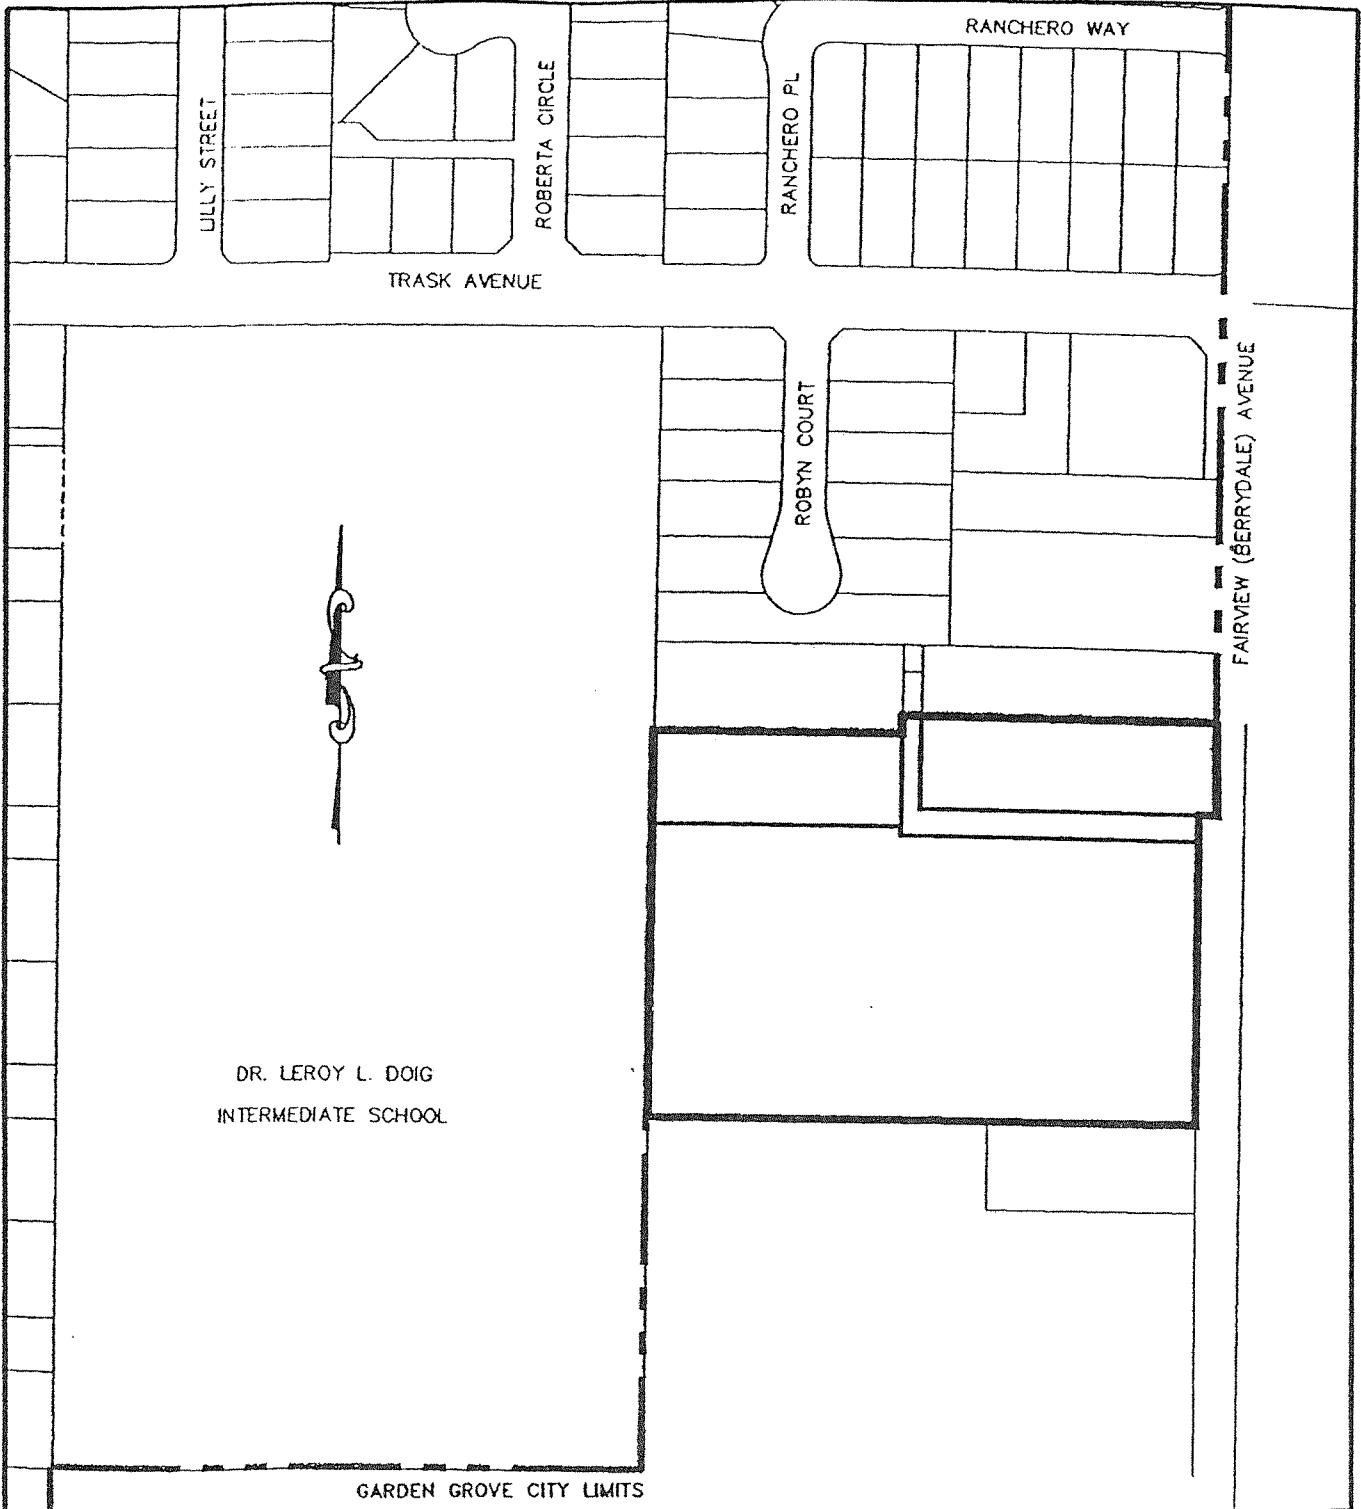 RANCHERO WAY
LILLY STREET
ROBERTA CIRCLE
RANCHERO PL
TRASK AVENUE
ROBYN COURT
FAIRVIEW (BERRYDALE) AVENUE
DR. LEROY L. DOIG
INTERMEDIATE SCHOOL
GARDEN GROVE CITY LIMITS